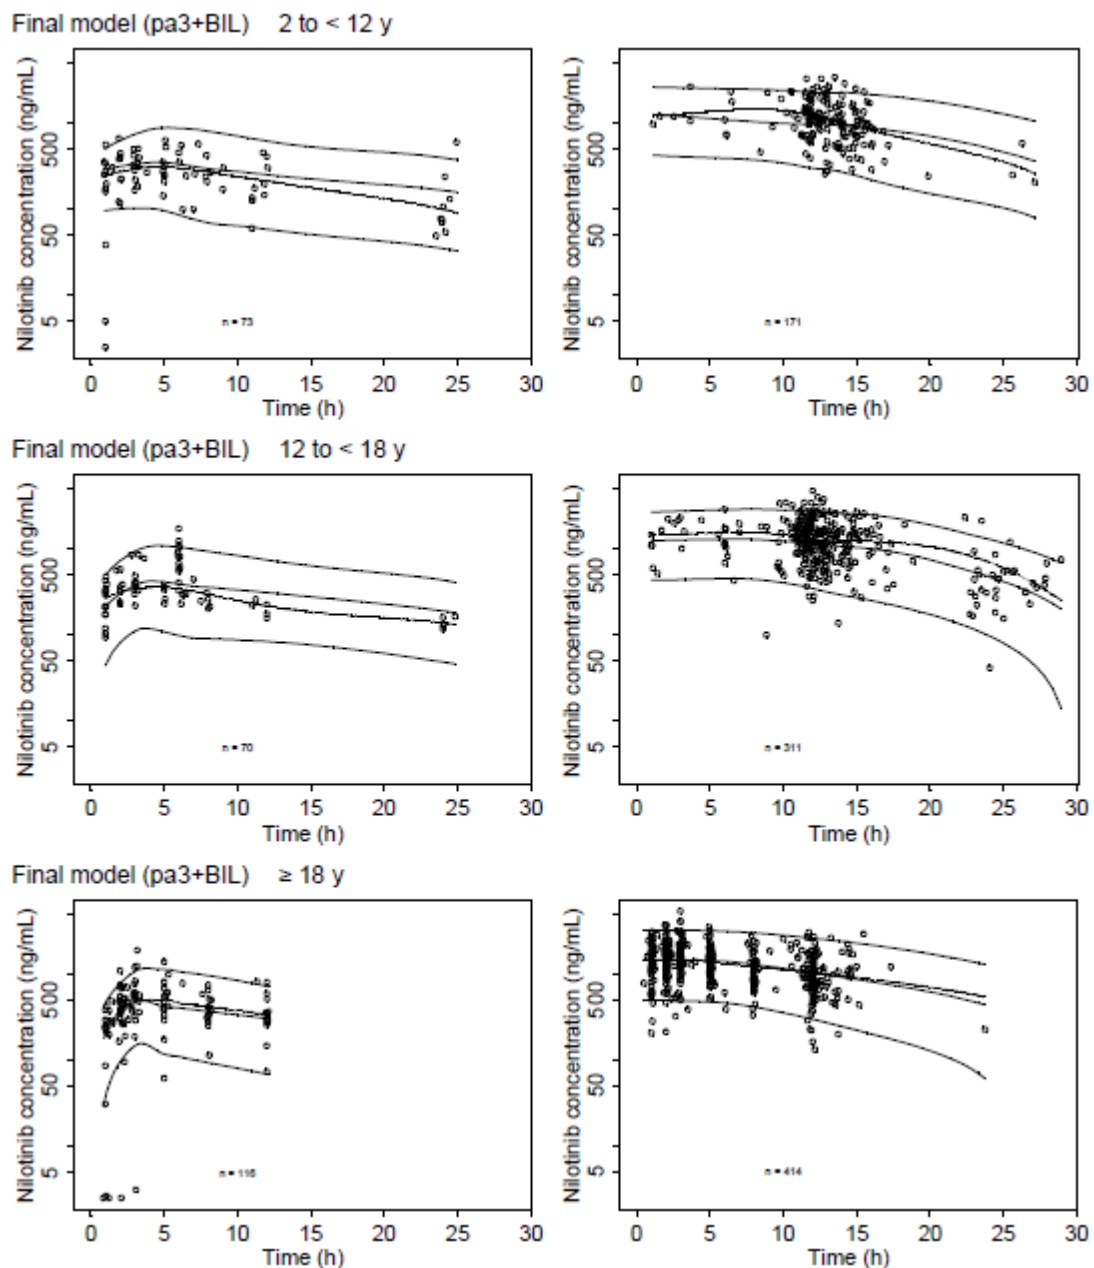 Final model (pa3+BIL) 2 to < 12 y
Nilotinib concentration (ng/mL)
500
50
5
n = 73
0 5 10 15 20 25 30
Time (h)
Nilotinib concentration (ng/mL)
500
50
5
n = 171
0 5 10 15 20 25 30
Time (h)
Final model (pa3+BIL) 12 to < 18 y
Nilotinib concentration (ng/mL)
500
50
5
n = 70
0 5 10 15 20 25 30
Time (h)
Nilotinib concentration (ng/mL)
500
50
5
n = 311
0 5 10 15 20 25 30
Time (h)
Final model (pa3+BIL) ≥ 18 y
Nilotinib concentration (ng/mL)
500
50
5
n = 116
0 5 10 15 20 25 30
Time (h)
Nilotinib concentration (ng/mL)
500
50
5
n = 414
0 5 10 15 20 25 30
Time (h)